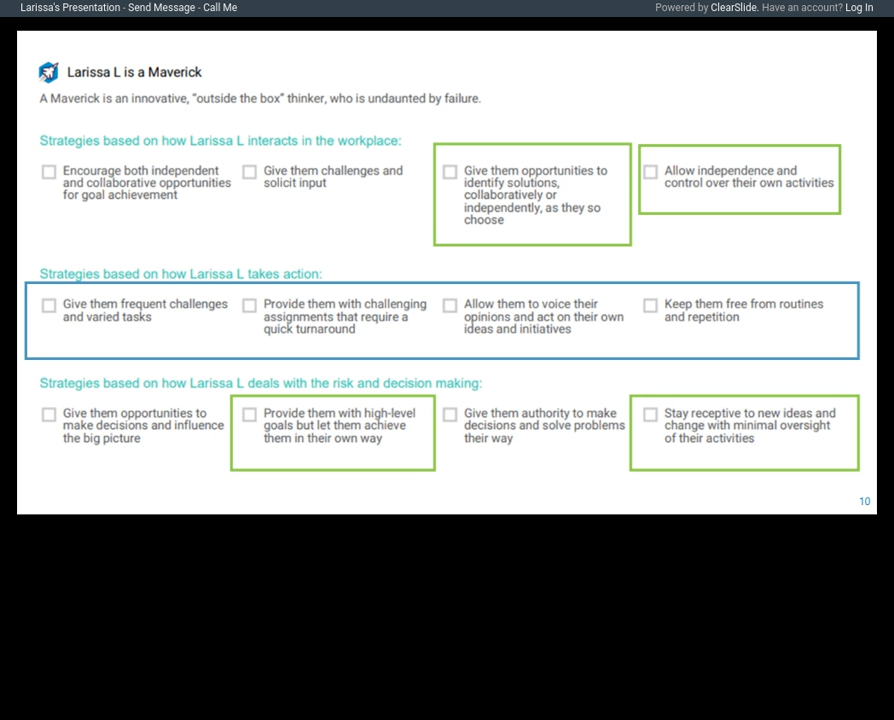 Larissa's Presentation - Send Message - Call Me
Powered by ClearSlide. Have an account? Log In
Larissa L is a Maverick
A Maverick is an innovative, "outside the box" thinker, who is undaunted by failure.
Strategies based on how Larissa L interacts in the workplace:
Encourage both independent
and collaborative opportunities
for goal achievement
Give them challenges and
solicit input
Give them opportunities to
identify solutions,
collaboratively or
independently, as they so
choose
Allow independence and
control over their own activities
Strategies based on how Larissa L takes action:
Give them frequent challenges
and varied tasks
Provide them with challenging
assignments that require a
quick turnaround
Allow them to voice their
opinions and act on their own
ideas and initiatives
Keep them free from routines
and repetition
Strategies based on how Larissa L deals with the risk and decision making:
Give them opportunities to
make decisions and influence
the big picture
Provide them with high-level
goals but let them achieve
them in their own way
Give them authority to make
decisions and solve problems
their way
Stay receptive to new ideas and
change with minimal oversight
of their activities
10